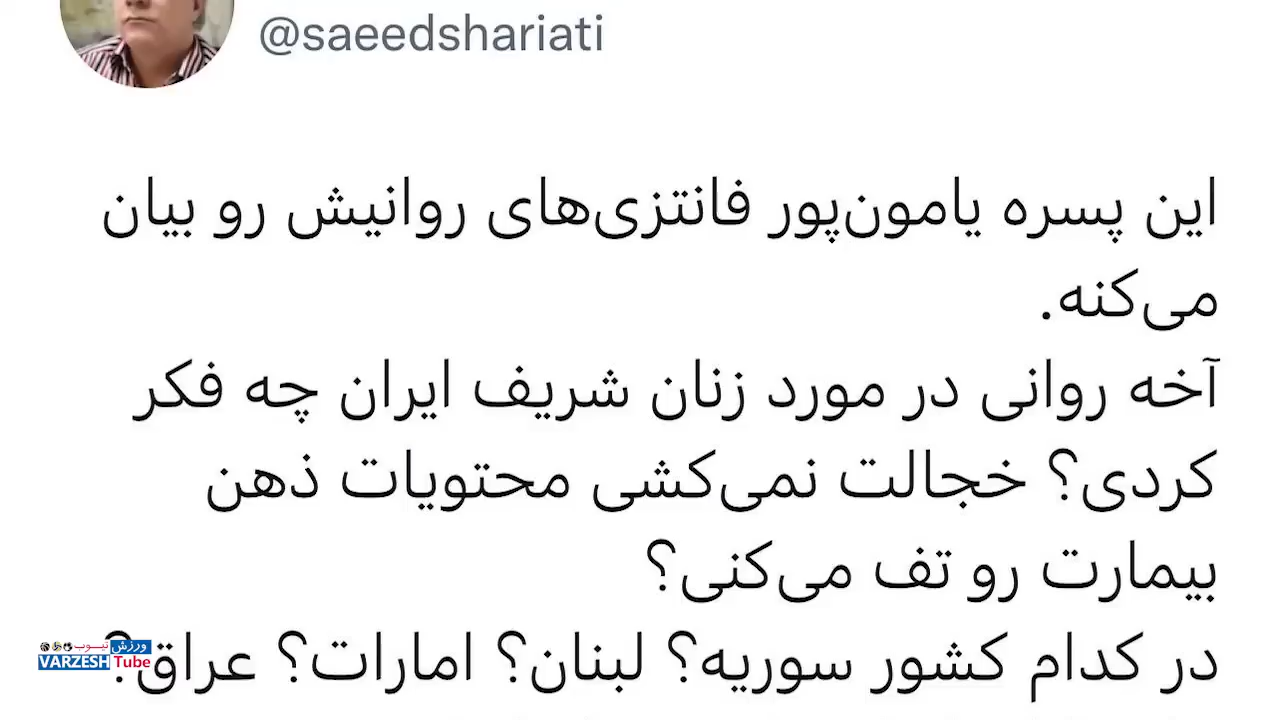 @saeedshariati
این پسره یامون‌پور فانتزی‌های روانیش رو بیان
می‌کنه.
آخه روانی در مورد زنان شریف ایران چه فکر
کردی؟ خجالت نمی‌کشی محتویات ذهن
بیمارت رو تف می‌کنی؟
در کدام کشور سوریه؟ لبنان؟ امارات؟ عراق؟
ورزش تیوب
VARZESH Tube